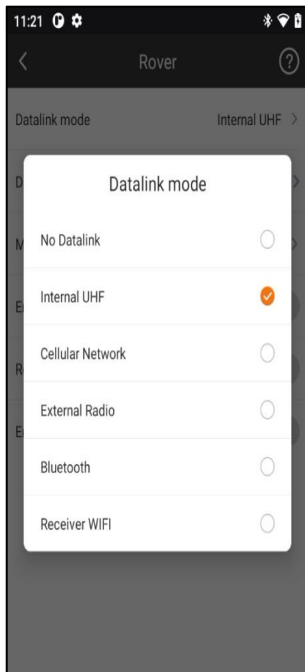 11:21
Rover
Datalink mode Internal UHF
Datalink mode
No Datalink
Internal UHF
Cellular Network
External Radio
Bluetooth
Receiver WIFI